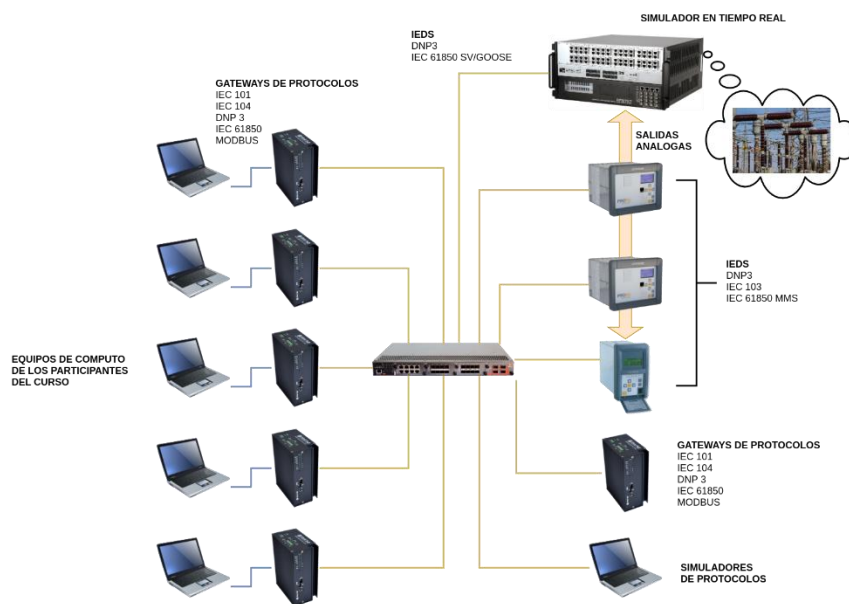 SIMULADOR EN TIEMPO REAL
IEDS
DNP3
IEC 61850 SV/GOOSE
GATEWAYS DE PROTOCOLOS
IEC 101
IEC 104
DNP 3
IEC 61850
MODBUS
SALIDAS
ANALOGAS
IEDS
DNP3
IEC 103
IEC 61850 MMS
EQUIPOS DE COMPUTO
DE LOS PARTICIPANTES
DEL CURSO
GATEWAYS DE PROTOCOLOS
IEC 101
IEC 104
DNP 3
IEC 61850
MODBUS
SIMULADORES
DE PROTOCOLOS